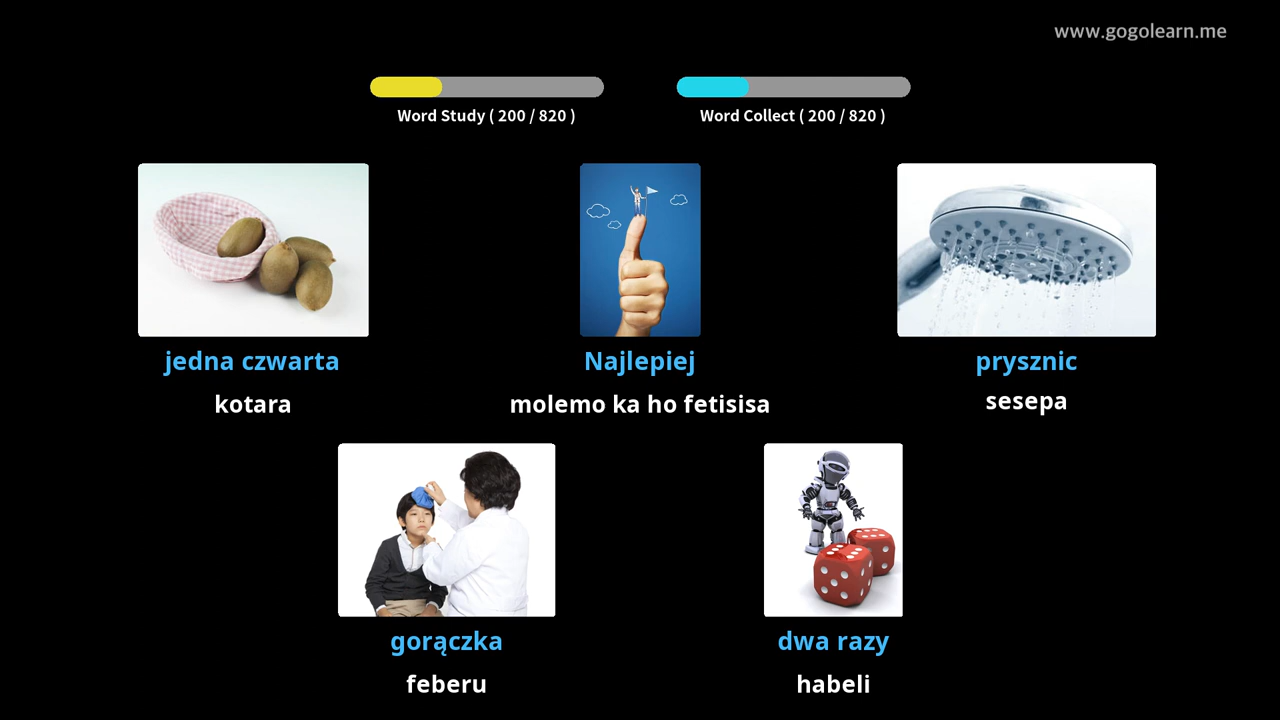 www.gogolearn.me
Word Study ( 200 / 820 )
Word Collect ( 200 / 820 )
jedna czwarta
kotara
Najlepiej
molemo ka ho fetisisa
prysznic
sesepa
gorączka
feberu
dwa razy
habeli